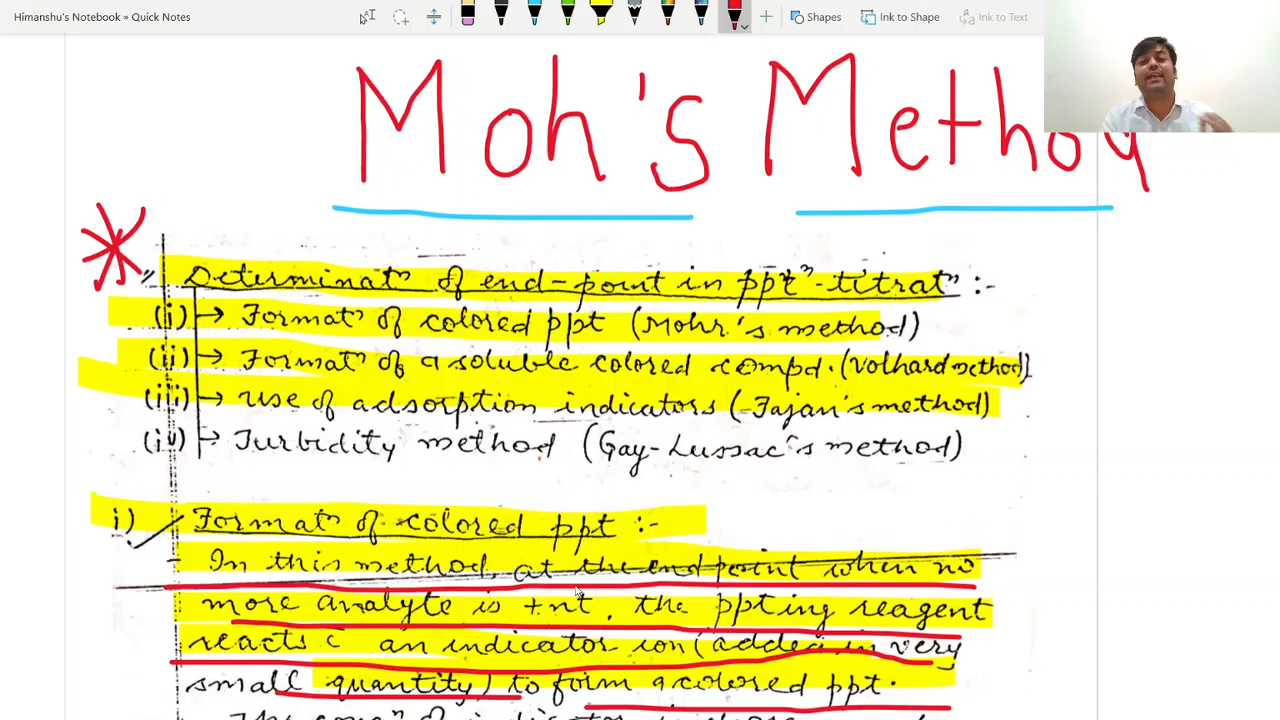 Himanshu's Notebook » Quick Notes
Shapes Ink to Shape Ink to Text
Moh's Method
Determinatⁿ of end-point in pptⁿ-titratⁿ :-
(i) → Formatⁿ of colored ppt (Mohr's method)
(ii) → Formatⁿ of a soluble colored compd. (Volhard method)
(iii) → Use of adsorption indicators (Fajan's method)
(iv) → Turbidity method (Gay-Lussac's method)
i) Formatⁿ of colored ppt :-
In this method, at the end point when no
more analyte is +nt, the ppting reagent
reacts c an indicator ion (added in very
small quantity) to form a colored ppt.